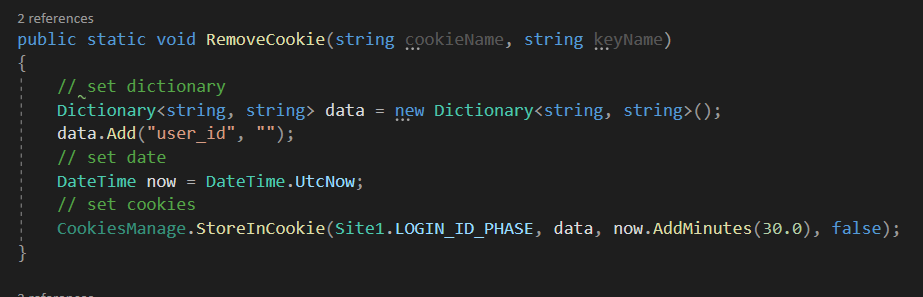 2 references
public static void RemoveCookie(string cookieName, string keyName)
{
// set dictionary
Dictionary<string, string> data = new Dictionary<string, string>();
data.Add("user_id", "");
// set date
DateTime now = DateTime.UtcNow;
// set cookies
CookiesManage.StoreInCookie(Site1.LOGIN_ID_PHASE, data, now.AddMinutes(30.0), false);
}